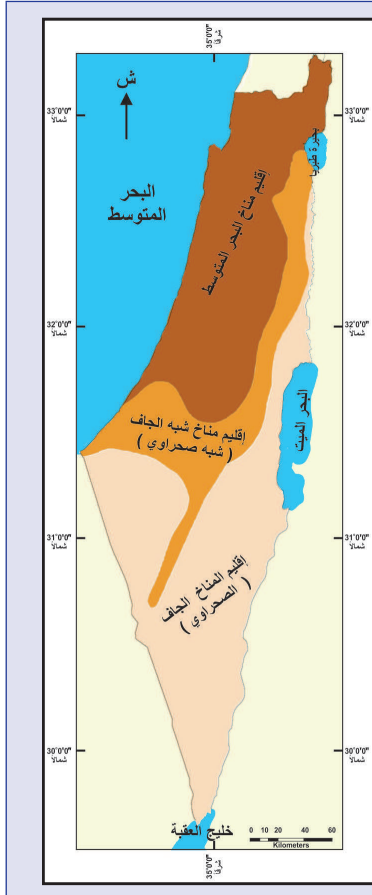 35°0'0"
شرقاً
33°0'0"
شمالاً
33°0'0"
شمالاً
ش
البحر
المتوسط
بحيرة طبريا
إقليم مناخ البحر المتوسط
32°0'0"
شمالاً
32°0'0"
شمالاً
إقليم مناخ شبه الجاف
( شبه صحراوي )
البحر الميت
31°0'0"
شمالاً
31°0'0"
شمالاً
إقليم المناخ الجاف
( الصحراوي )
30°0'0"
شمالاً
30°0'0"
شمالاً
خليج العقبة
0 10 20 40 60
Kilometers
35°0'0"
شرقاً